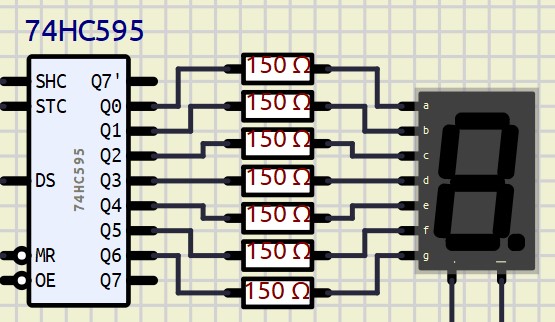 74HC595
150 Ω
SHC Q7'
a
STC Q0
150 Ω
b
Q1
150 Ω
c
Q2
74HC595
DS Q3
150 Ω
d
Q4
150 Ω
e
Q5
150 Ω
f
MR Q6
g
OE Q7
150 Ω